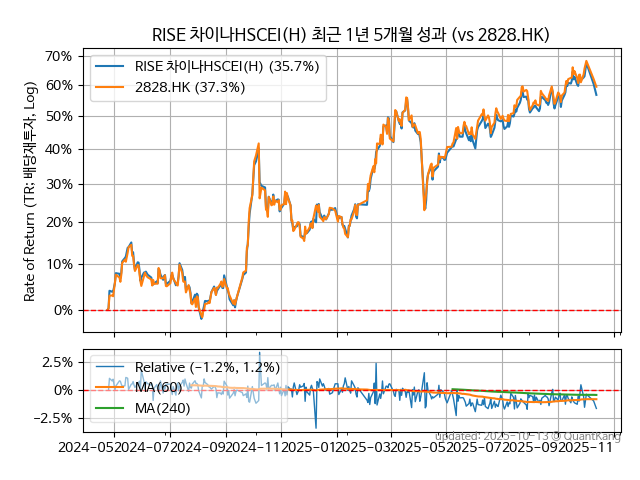 RISE 차이나HSCEI(H) 최근 1년 5개월 성과 (vs 2828.HK)
70%
60%
50%
40%
30%
20%
10%
0%
Rate of Return (TR; 배당재투자, Log)
RISE 차이나HSCEI(H) (35.7%)
2828.HK (37.3%)
2.5%
0%
−2.5%
Relative (−1.2%, 1.2%)
MA(60)
MA(240)
2024-05 2024-07 2024-09 2024-11 2025-01 2025-03 2025-05 2025-07 2025-09 2025-11
updated: 2025-10-13 © QuantKang